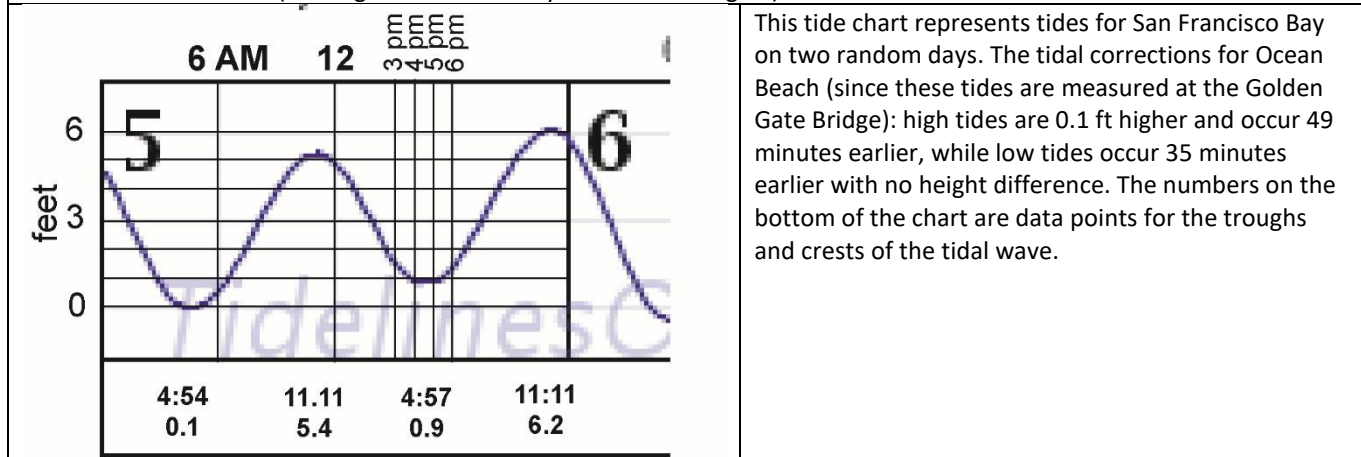 6 AM 12 3 pm 4 pm 5 pm 6 pm
5 6
6
feet
3
0
TidelinesC
4:54 11.11 4:57 11:11
0.1 5.4 0.9 6.2
This tide chart represents tides for San Francisco Bay
on two random days. The tidal corrections for Ocean
Beach (since these tides are measured at the Golden
Gate Bridge): high tides are 0.1 ft higher and occur 49
minutes earlier, while low tides occur 35 minutes
earlier with no height difference. The numbers on the
bottom of the chart are data points for the troughs
and crests of the tidal wave.